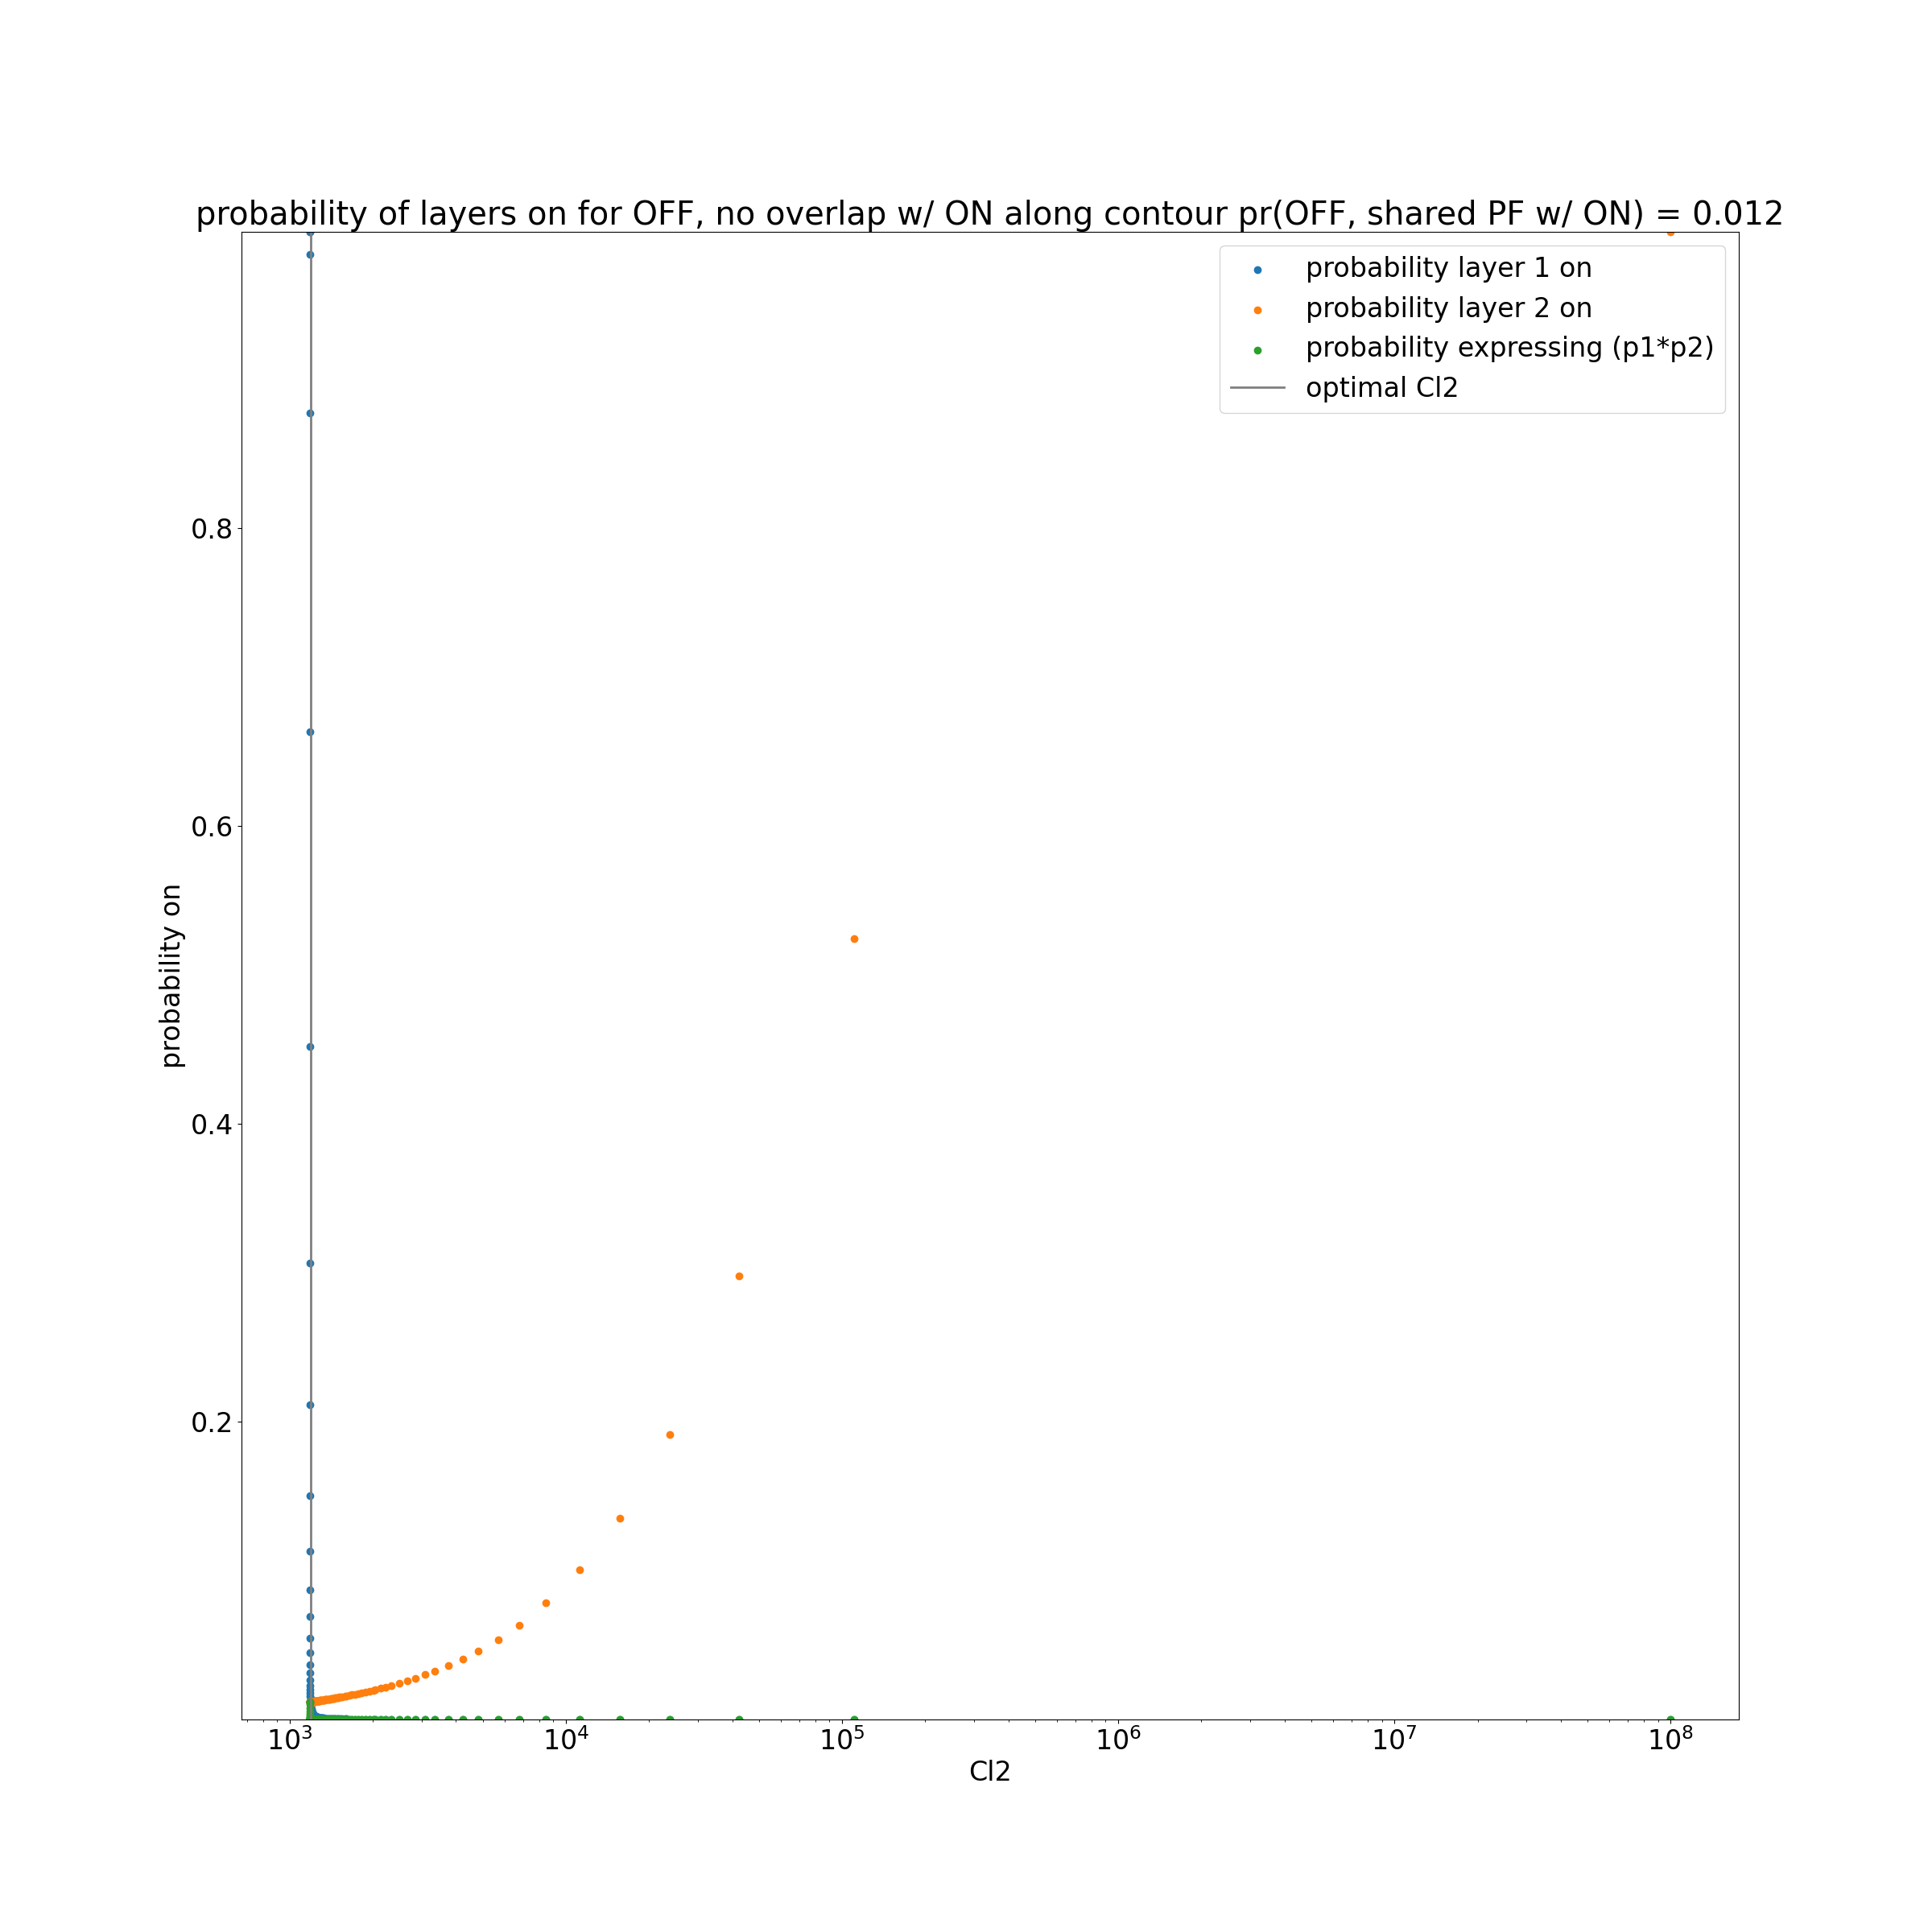 probability of layers on for OFF, no overlap w/ ON along contour pr(OFF, shared PF w/ ON) = 0.012
probability layer 1 on
probability layer 2 on
probability expressing (p1*p2)
optimal Cl2
0.8
0.6
0.4
0.2
probability on
10³ 10⁴ 10⁵ 10⁶ 10⁷ 10⁸
Cl2